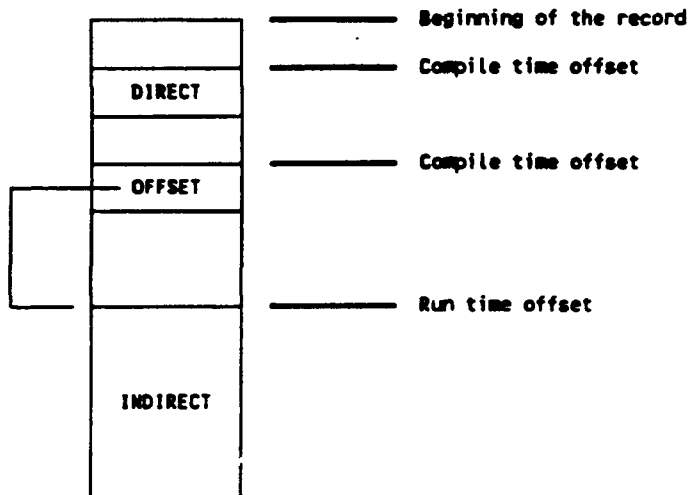 Beginning of the record
Compile time offset
DIRECT
Compile time offset
OFFSET
Run time offset
INDIRECT